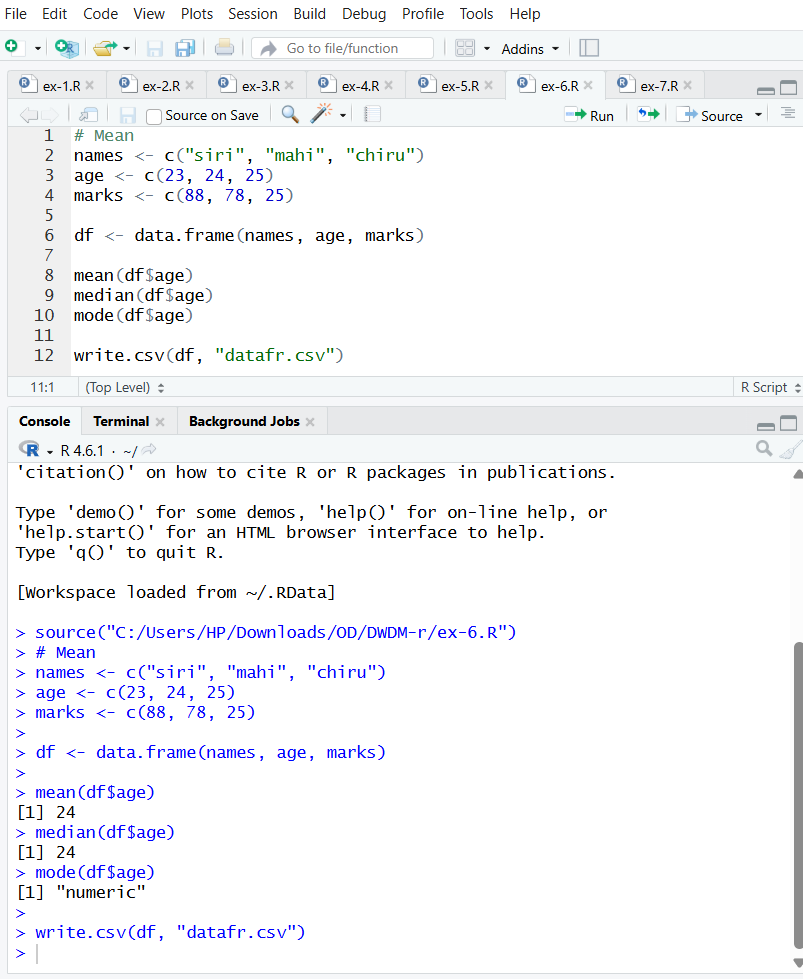 File Edit Code View Plots Session Build Debug Profile Tools Help
Go to file/function Addins
ex-1.R ex-2.R ex-3.R ex-4.R ex-5.R ex-6.R ex-7.R
Source on Save Run Source
1 # Mean
2 names <- c("siri", "mahi", "chiru")
3 age <- c(23, 24, 25)
4 marks <- c(88, 78, 25)
5
6 df <- data.frame(names, age, marks)
7
8 mean(df$age)
9 median(df$age)
10 mode(df$age)
11
12 write.csv(df, "datafr.csv")
11:1 (Top Level) R Script
Console Terminal Background Jobs
R R 4.6.1 · ~/
'citation()' on how to cite R or R packages in publications.
Type 'demo()' for some demos, 'help()' for on-line help, or
'help.start()' for an HTML browser interface to help.
Type 'q()' to quit R.
[Workspace loaded from ~/.RData]
> source("C:/Users/HP/Downloads/OD/DWDM-r/ex-6.R")
> # Mean
> names <- c("siri", "mahi", "chiru")
> age <- c(23, 24, 25)
> marks <- c(88, 78, 25)
>
> df <- data.frame(names, age, marks)
>
> mean(df$age)
[1] 24
> median(df$age)
[1] 24
> mode(df$age)
[1] "numeric"
>
> write.csv(df, "datafr.csv")
>